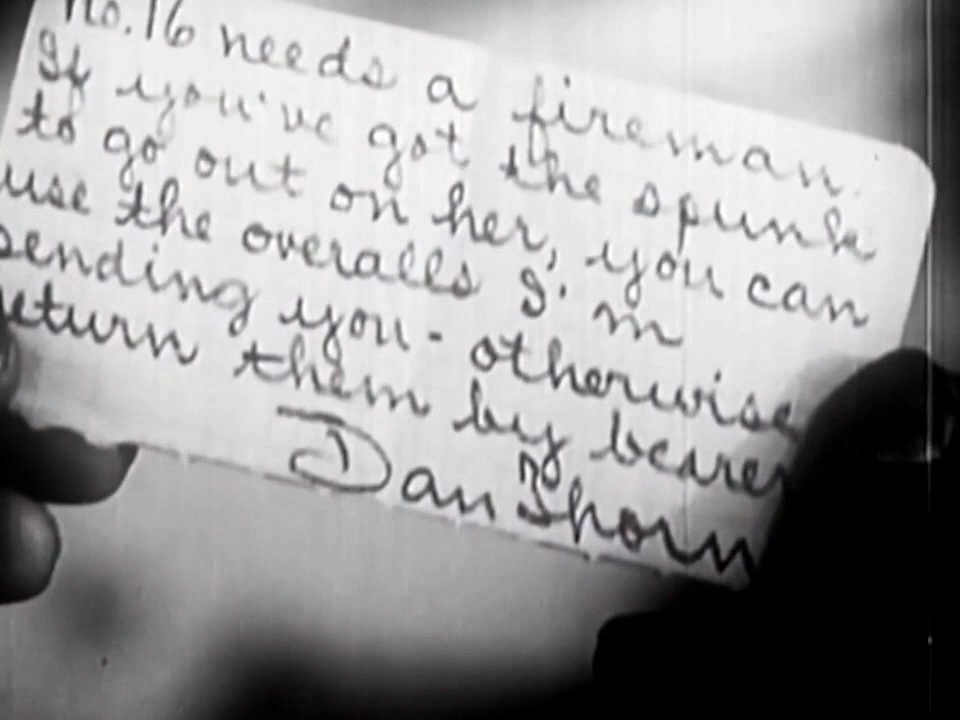 No. 16 needs a fireman.
If you've got the spunk
to go out on her, you can
use the overalls I'm
sending you - otherwise
return them by bearer
Dan Thorn